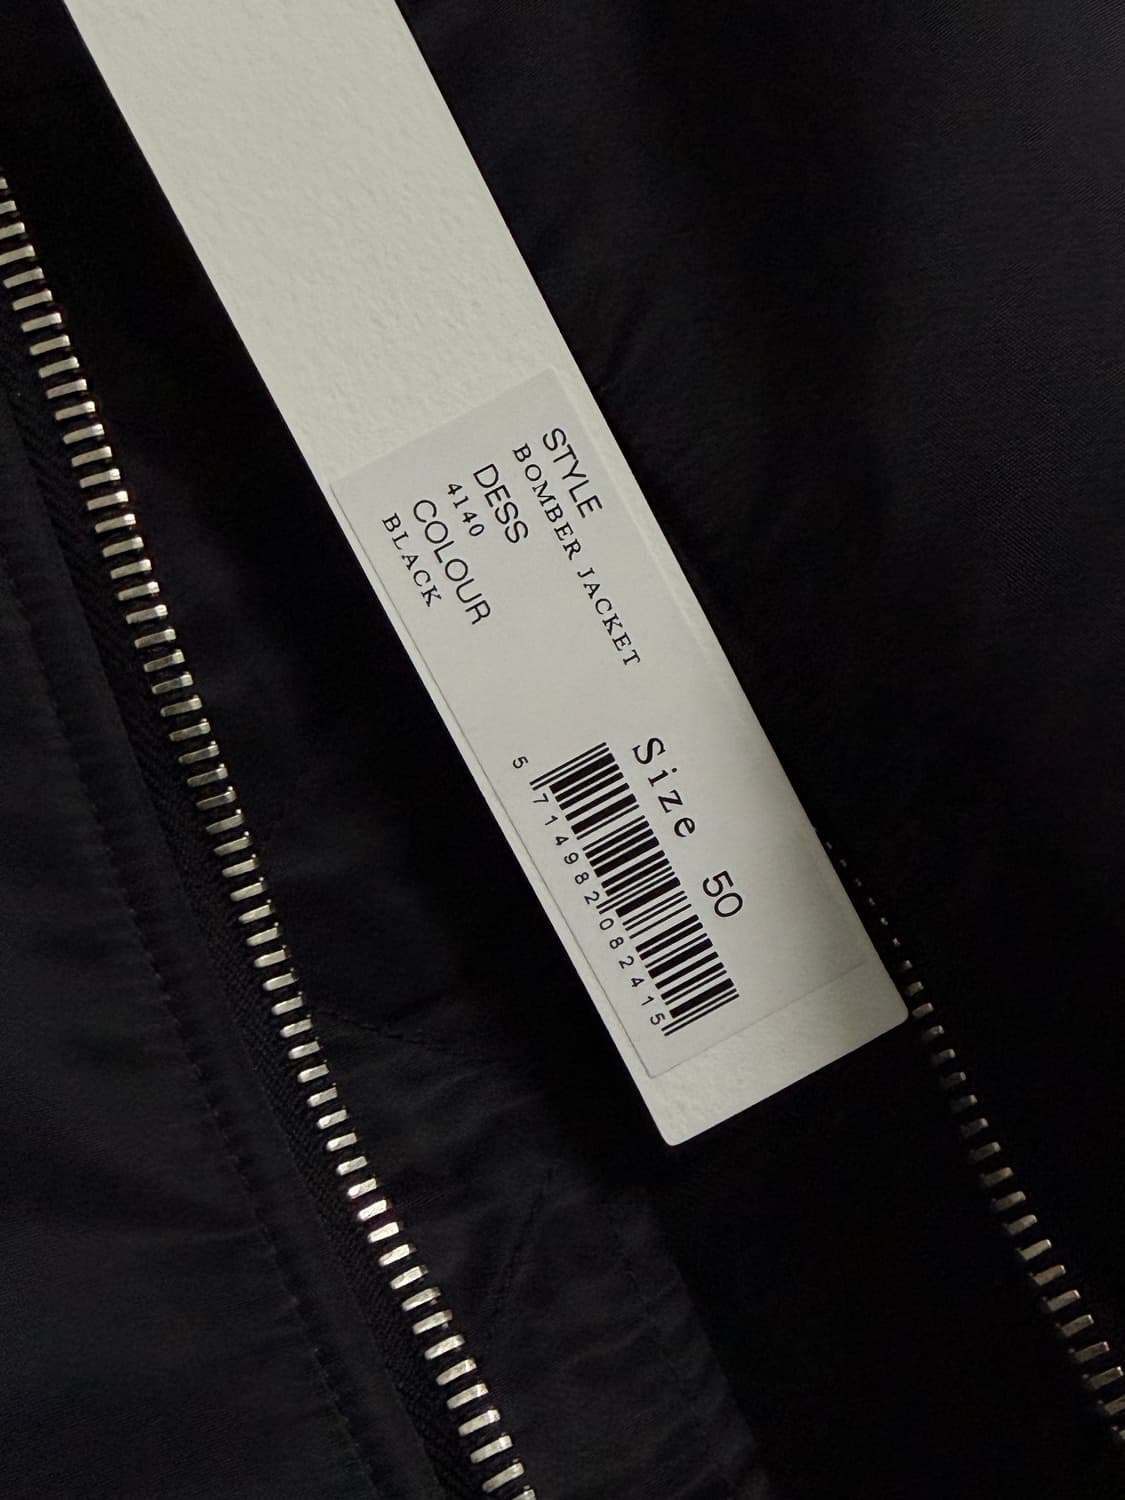 STYLE
BOMBER JACKET
DESS
4140
COLOUR
BLACK
Size 50
5 714982 082415